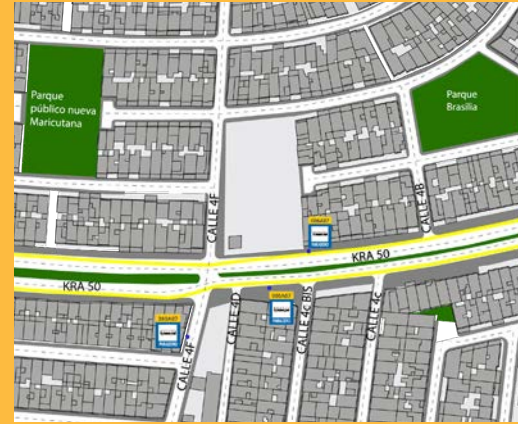 Parque
público nueva
Maricutana
Parque
Brasilia
CALLE 4F
CALLE 4B
KRA 50
KRA 50
CALLE 4D
CALLE 4c BIS
CALLE 4c
CALLE 4F